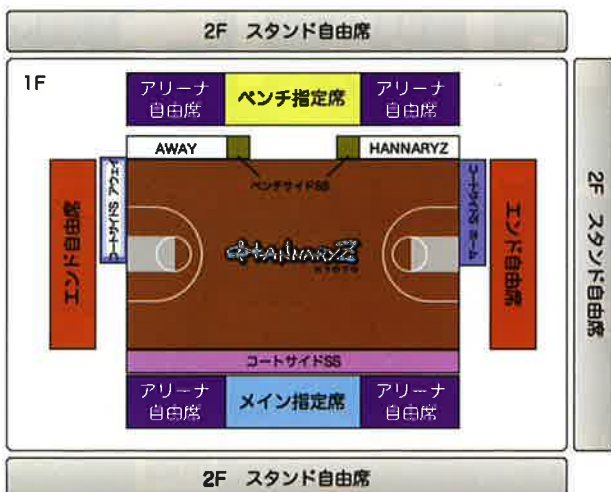 2F スタンド自由席
1F
アリーナ
自由席
ベンチ指定席
アリーナ
自由席
AWAY
HANNARYZ
ベンチサイドSS
コートサイドS アウェイ
コートサイドS ホーム
エンド自由席
エンド自由席
2F スタンド自由席
HANNARYZ
KYOTO
コートサイドSS
アリーナ
自由席
メイン指定席
アリーナ
自由席
2F スタンド自由席